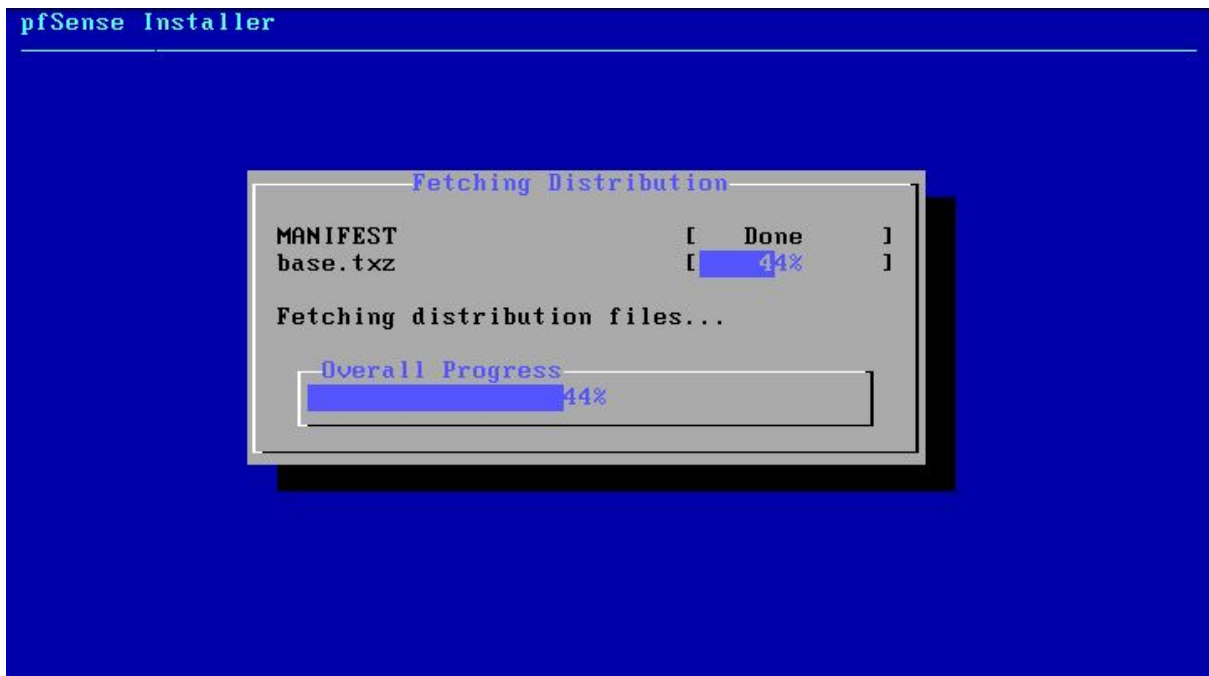 pfSense Installer
Fetching Distribution
MANIFEST [ Done ]
base.txz [ 44% ]
Fetching distribution files...
Overall Progress
44%